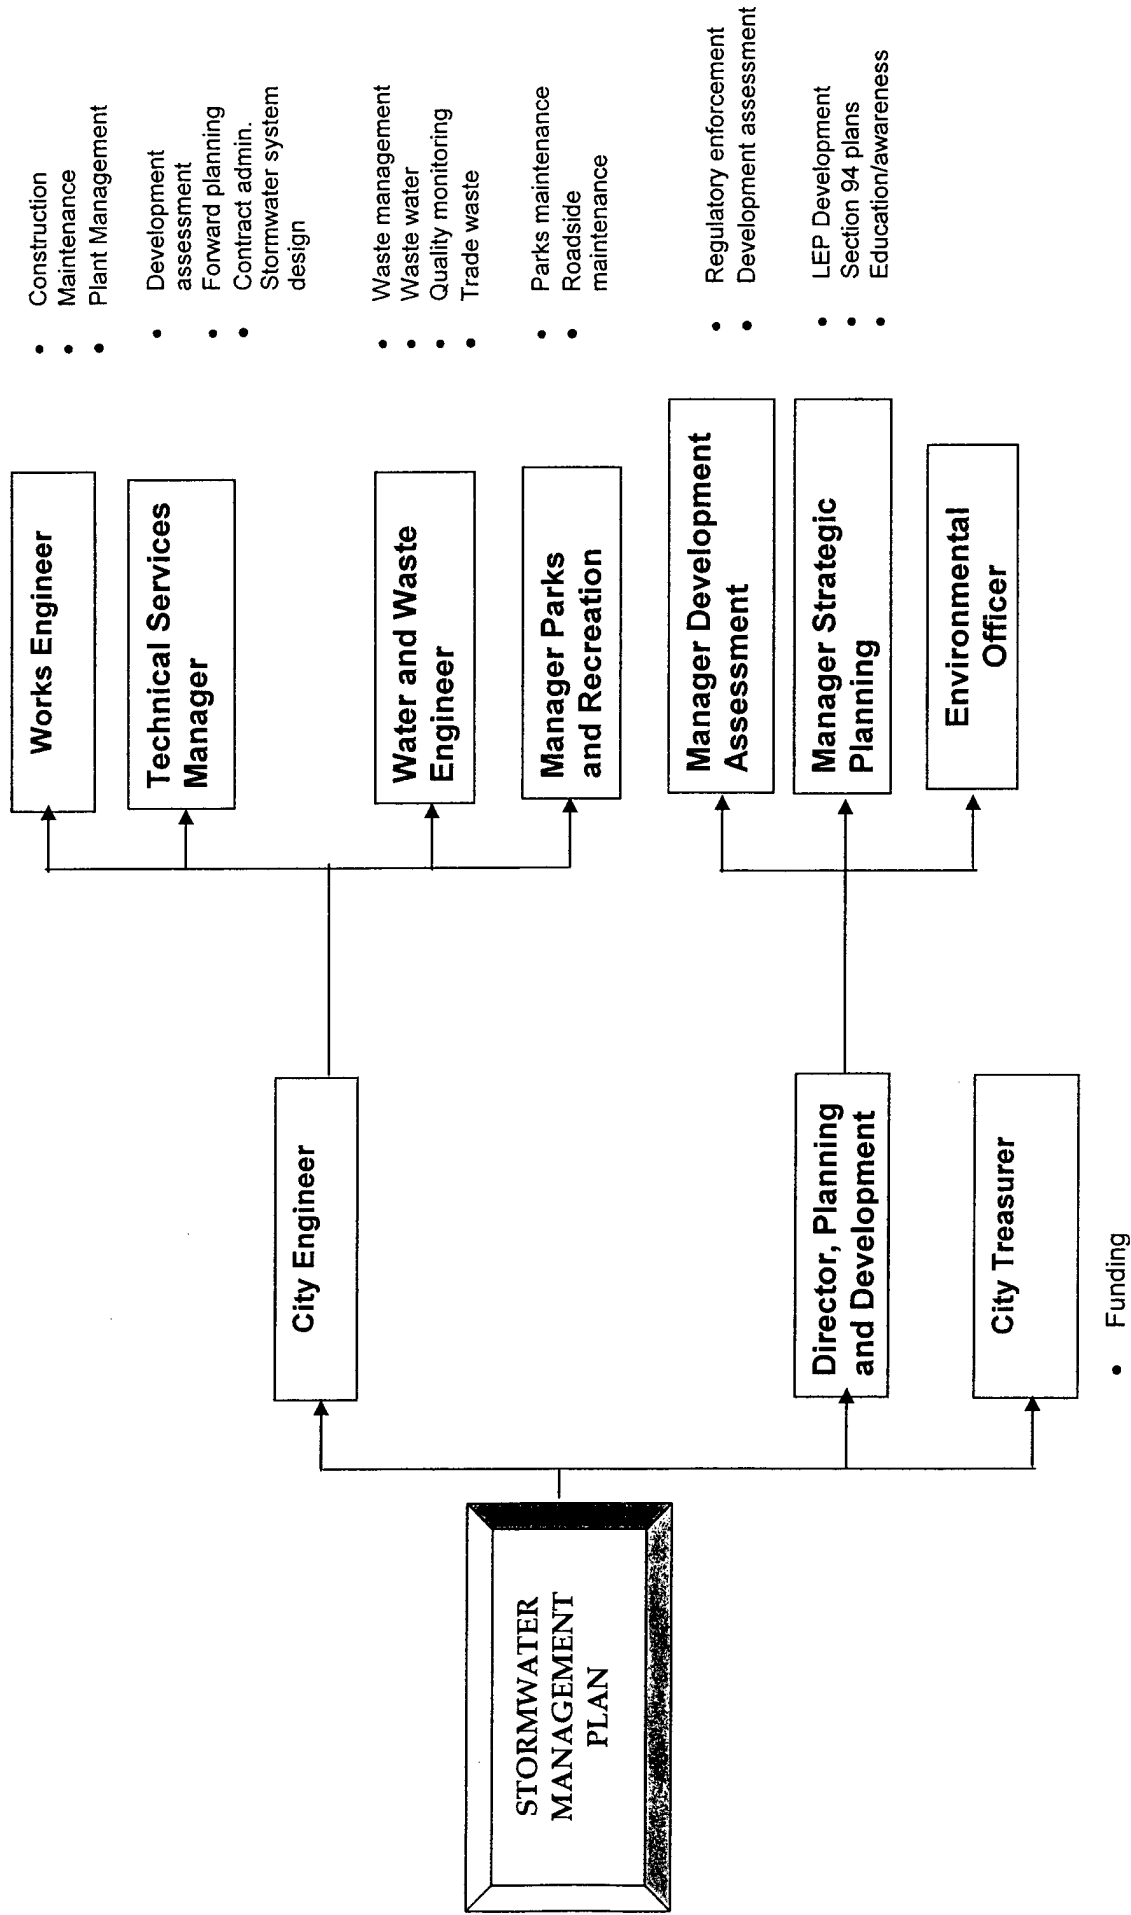 STORMWATER
MANAGEMENT
PLAN
City Engineer
Director, Planning
and Development
City Treasurer
• Funding
Works Engineer
• Construction
• Maintenance
• Plant Management
Technical Services
Manager
• Development
assessment
• Forward planning
• Contract admin.
Stormwater system
design
Water and Waste
Engineer
• Waste management
• Waste water
• Quality monitoring
• Trade waste
Manager Parks
and Recreation
• Parks maintenance
• Roadside
maintenance
Manager Development
Assessment
• Regulatory enforcement
• Development assessment
Manager Strategic
Planning
• LEP Development
• Section 94 plans
• Education/awareness
Environmental
Officer